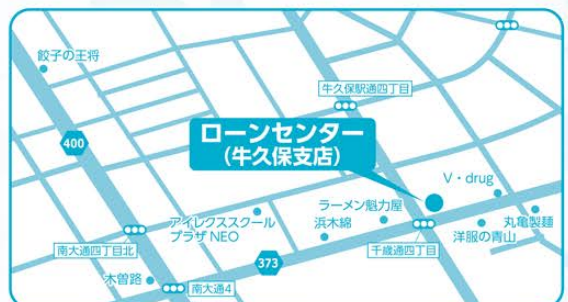 餃子の王将
牛久保駅通四丁目
400
ローンセンター
(牛久保支店)
V・drug
ラーメン魁力屋
アイレクススクール
プラザ NEO
浜木綿
丸亀製麺
洋服の青山
南大通四丁目北
千歳通四丁目
373
木曽路
南大通4